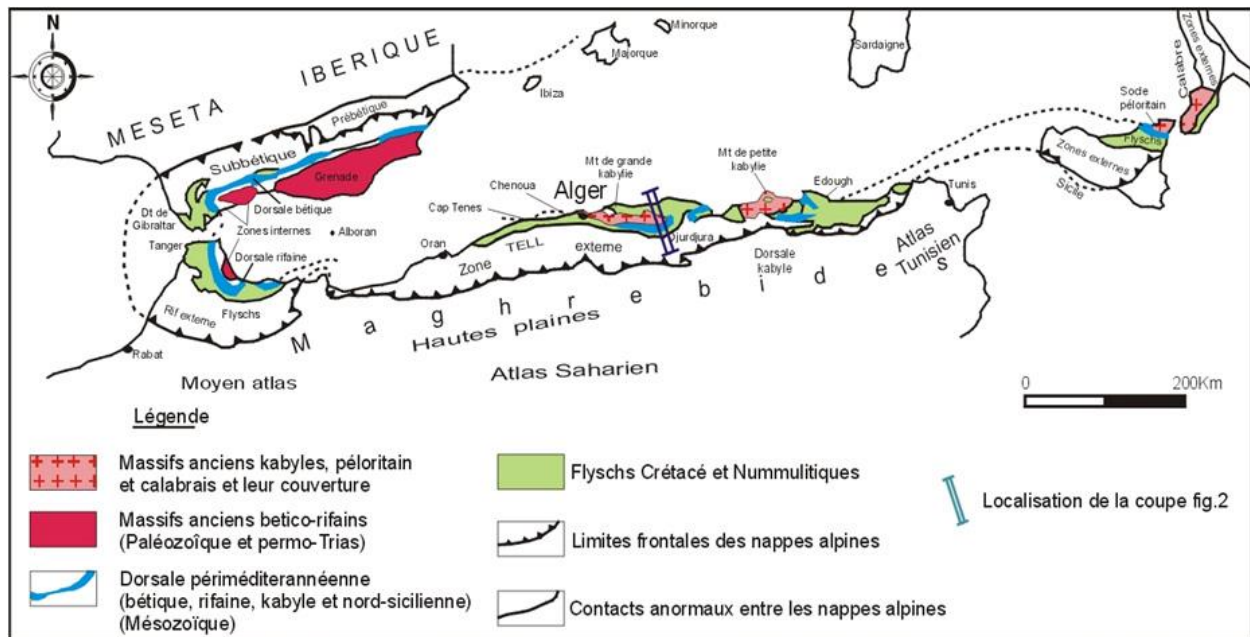 N
MESETA
IBERIQUE
Minorque
Majorque
Ibiza
Sardaigne
Zones externes
Calabre
Socle
péloritain
Flyschs
Zones externes
Sicile
Prébétique
Subbétique
Grenade
Dorsale bétique
Dt de
Gibraltar
Zones internes
Tanger
Alboran
Dorsale rifaine
Flyschs
Rif externe
Rabat
Mt de grande
kabylie
Chenoua
Alger
Cap Tenes
Oran
TELL
Zone externe
Djurdjura
Mt de petite
kabylie
Edough
Dorsale
kabyle
Tunis
Atlas
Tunisien
Maghrebides
Hautes plaines
Moyen atlas
Atlas Saharien
0 200Km
Légende
Massifs anciens kabyles, péloritain
et calabrais et leur couverture
Massifs anciens betico-rifains
(Paléozoîque et permo-Trias)
Dorsale périméditerannéenne
(bétique, rifaine, kabyle et nord-sicilienne)
(Mésozoïque)
Flyschs Crétacé et Nummulitiques
Limites frontales des nappes alpines
Contacts anormaux entre les nappes alpines
Localisation de la coupe fig.2